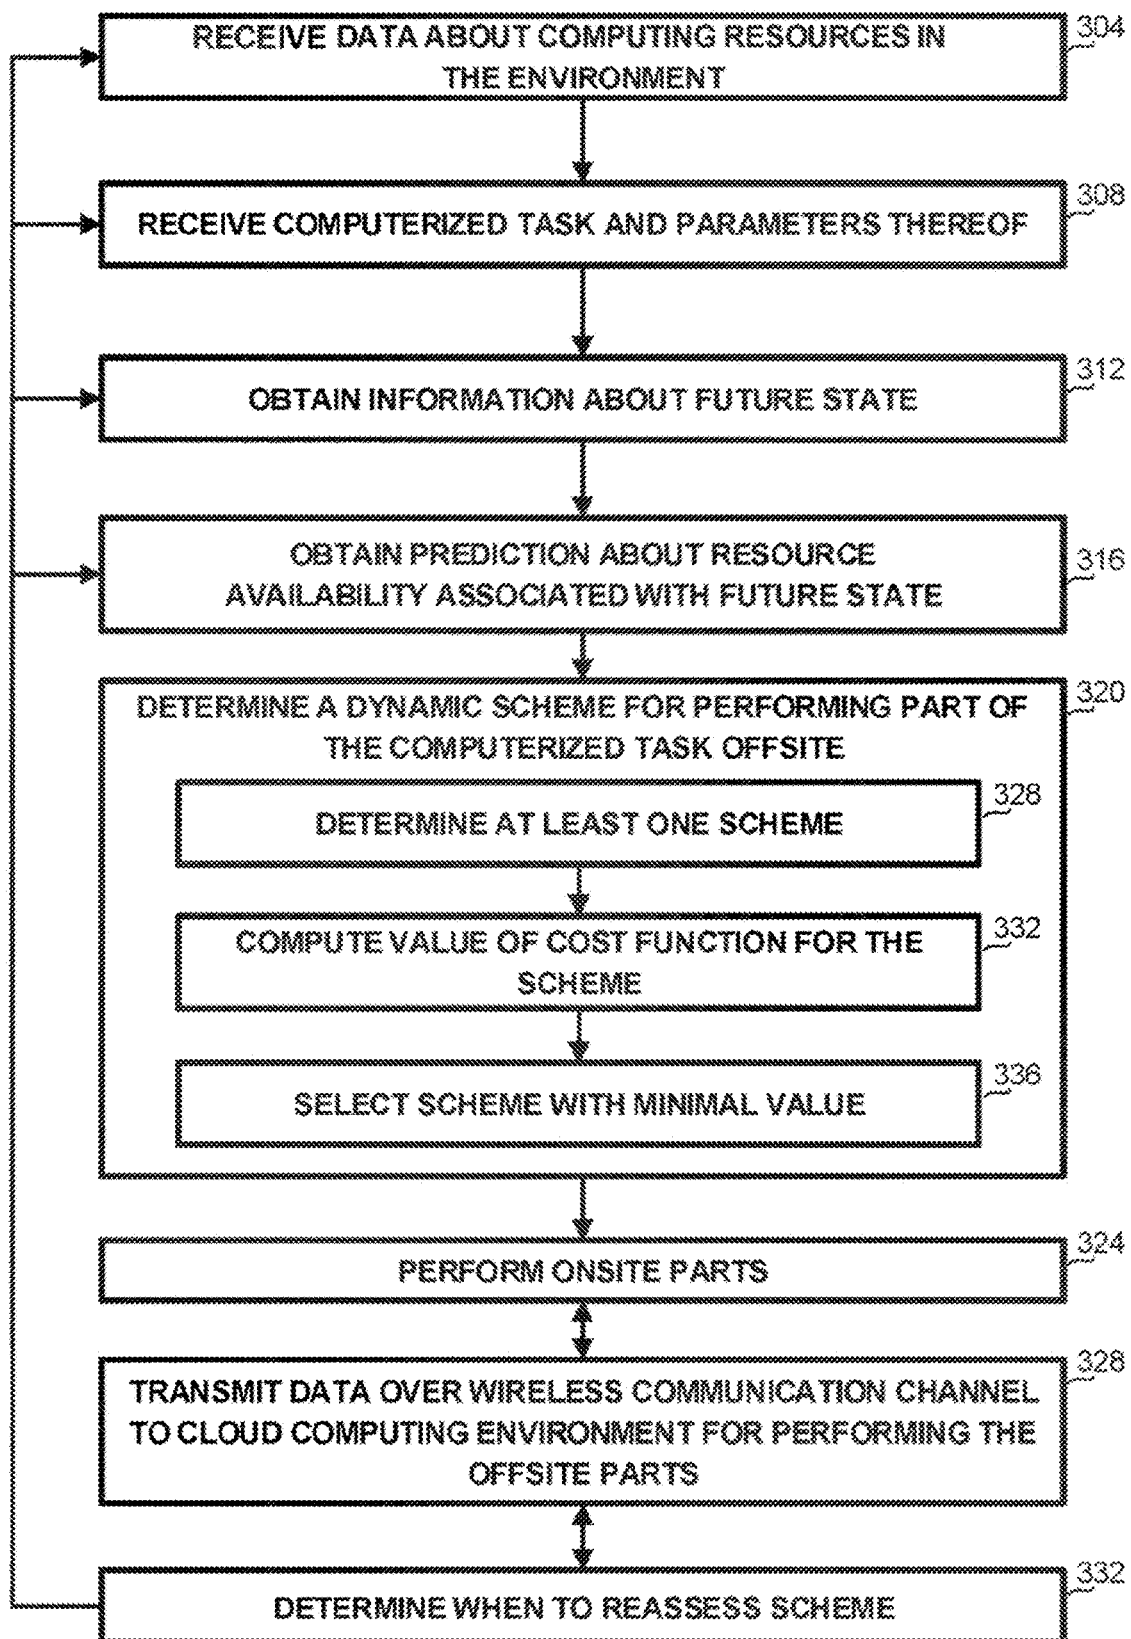 RECEIVE DATA ABOUT COMPUTING RESOURCES IN
THE ENVIRONMENT
304
RECEIVE COMPUTERIZED TASK AND PARAMETERS THEREOF
308
OBTAIN INFORMATION ABOUT FUTURE STATE
312
OBTAIN PREDICTION ABOUT RESOURCE
AVAILABILITY ASSOCIATED WITH FUTURE STATE
316
DETERMINE A DYNAMIC SCHEME FOR PERFORMING PART OF
THE COMPUTERIZED TASK OFFSITE
320
DETERMINE AT LEAST ONE SCHEME
328
COMPUTE VALUE OF COST FUNCTION FOR THE
SCHEME
332
SELECT SCHEME WITH MINIMAL VALUE
336
PERFORM ONSITE PARTS
324
TRANSMIT DATA OVER WIRELESS COMMUNICATION CHANNEL
TO CLOUD COMPUTING ENVIRONMENT FOR PERFORMING THE
OFFSITE PARTS
328
DETERMINE WHEN TO REASSESS SCHEME
332